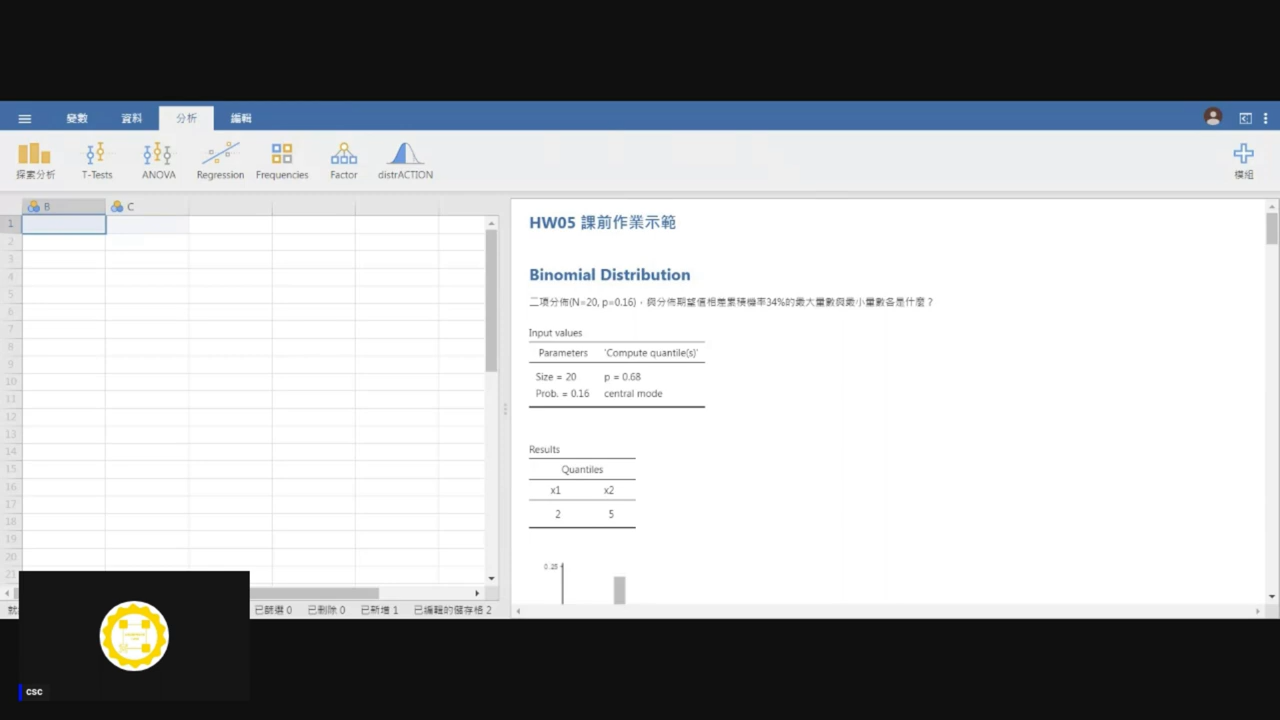 變數 資料 分析 編輯
探索分析 T-Tests ANOVA Regression Frequencies Factor distrACTION 模組
B C
1
2
3
4
5
6
7
8
9
10
11
12
13
14
15
16
17
18
19
20
21
已篩選 0 已刪除 0 已新增 1 已編輯的儲存格 2
HW05 課前作業示範
Binomial Distribution
二項分佈(N=20, p=0.16)，與分佈期望值相差累積機率34%的最大量數與最小量數各是什麼？
Input values
Parameters 'Compute quantile(s)'
Size = 20 p = 0.68
Prob. = 0.16 central mode
Results
Quantiles
x1 x2
2 5
0.25
csc